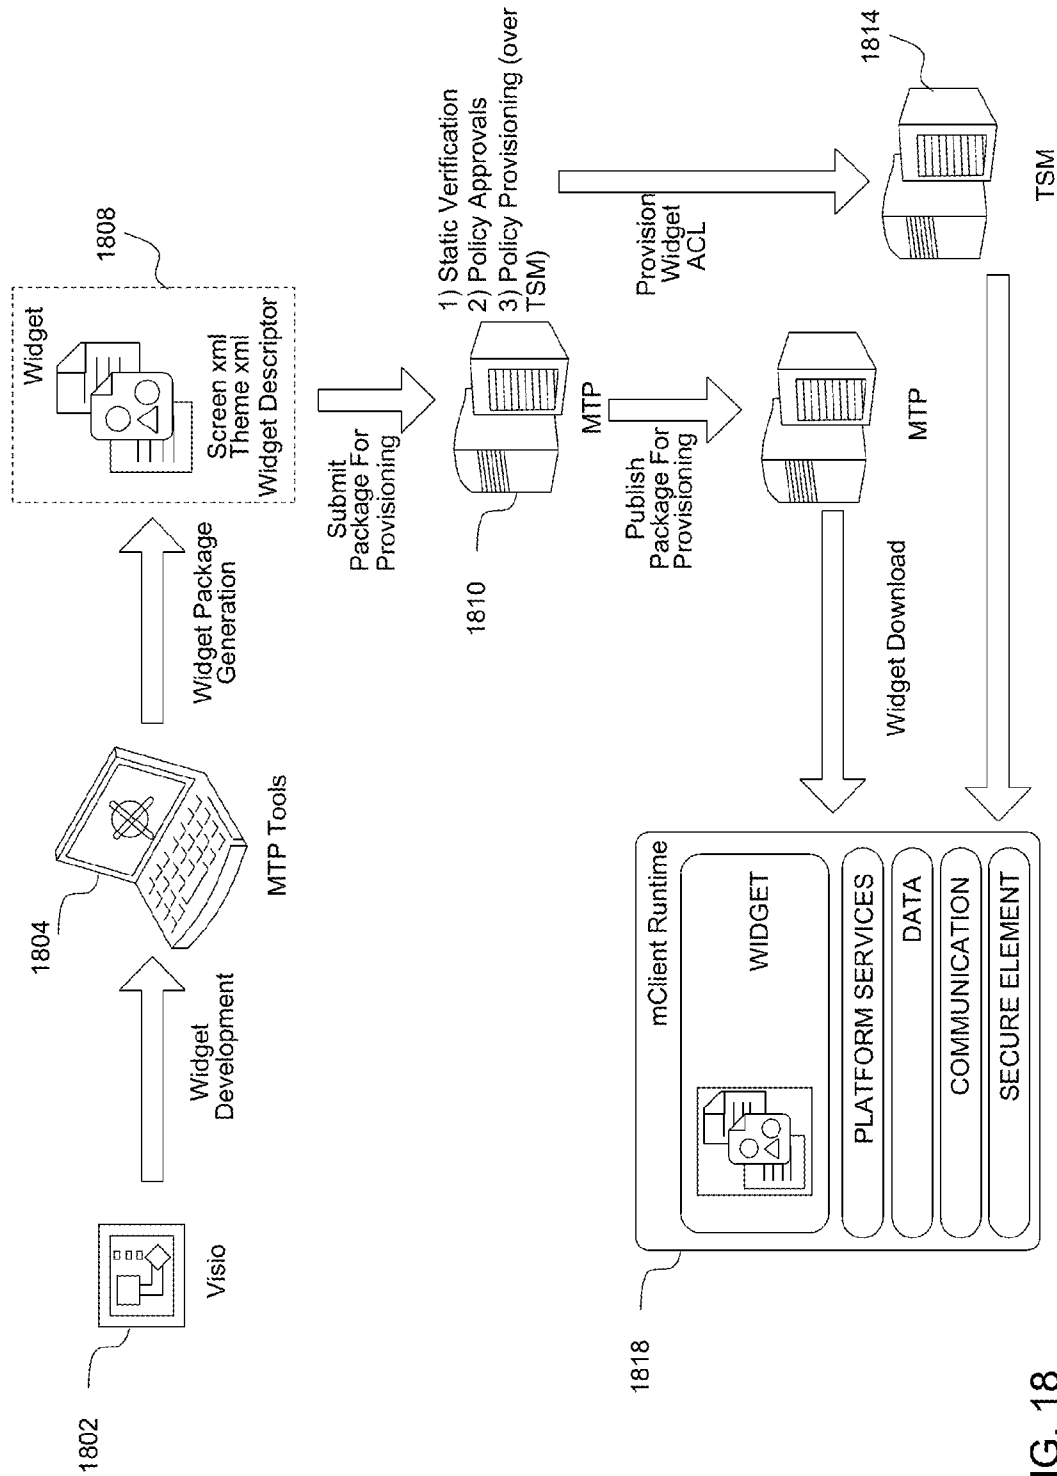 1802
Visio
Widget
Development
1804
MTP Tools
Widget Package
Generation
1808
Widget
Screen xml
Theme xml
Widget Descriptor
Submit
Package For
Provisioning
1810
MTP
1) Static Verification
2) Policy Approvals
3) Policy Provisioning (over
TSM)
Publish
Package For
Provisioning
MTP
Provision
Widget
ACL
1814
TSM
Widget Download
1818
mClient Runtime
WIDGET
PLATFORM SERVICES
DATA
COMMUNICATION
SECURE ELEMENT
IG. 18